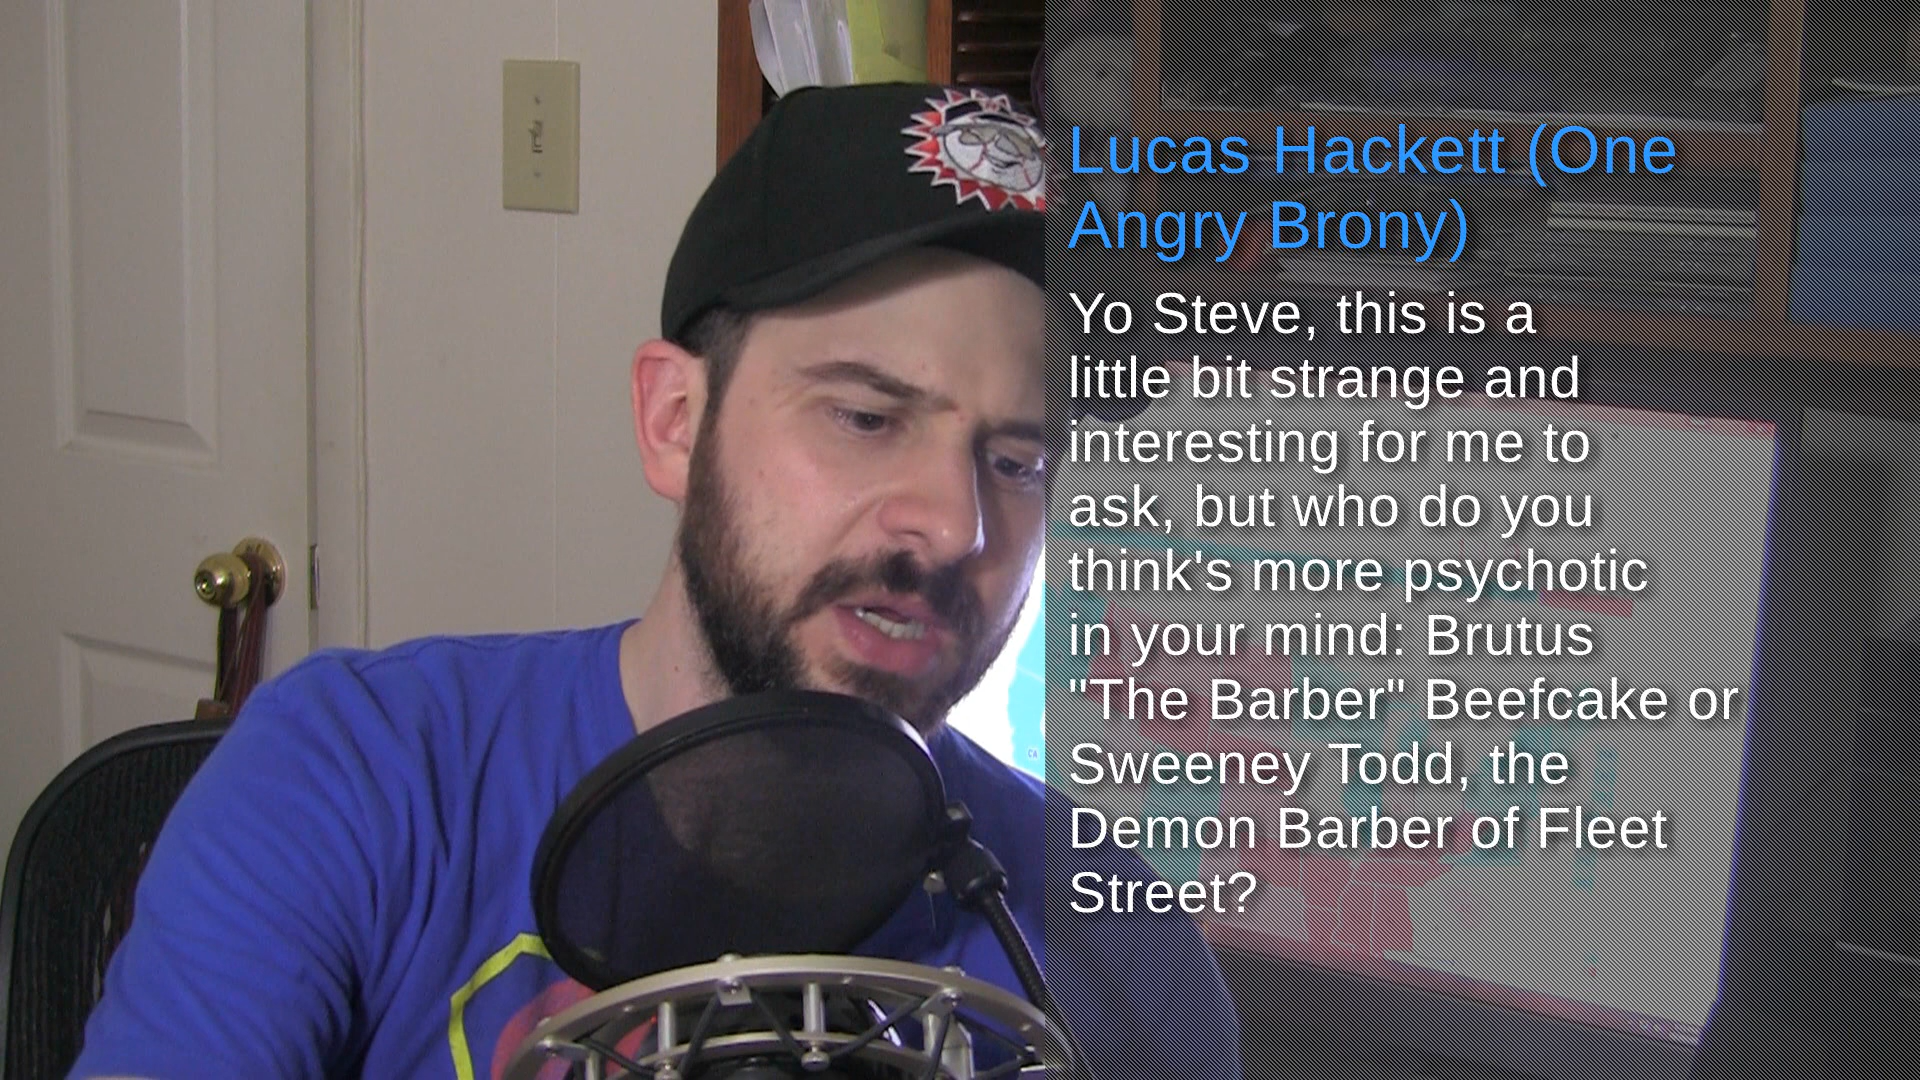 Lucas Hackett (One
Angry Brony)
Yo Steve, this is a
little bit strange and
interesting for me to
ask, but who do you
think's more psychotic
in your mind: Brutus
"The Barber" Beefcake or
Sweeney Todd, the
Demon Barber of Fleet
Street?